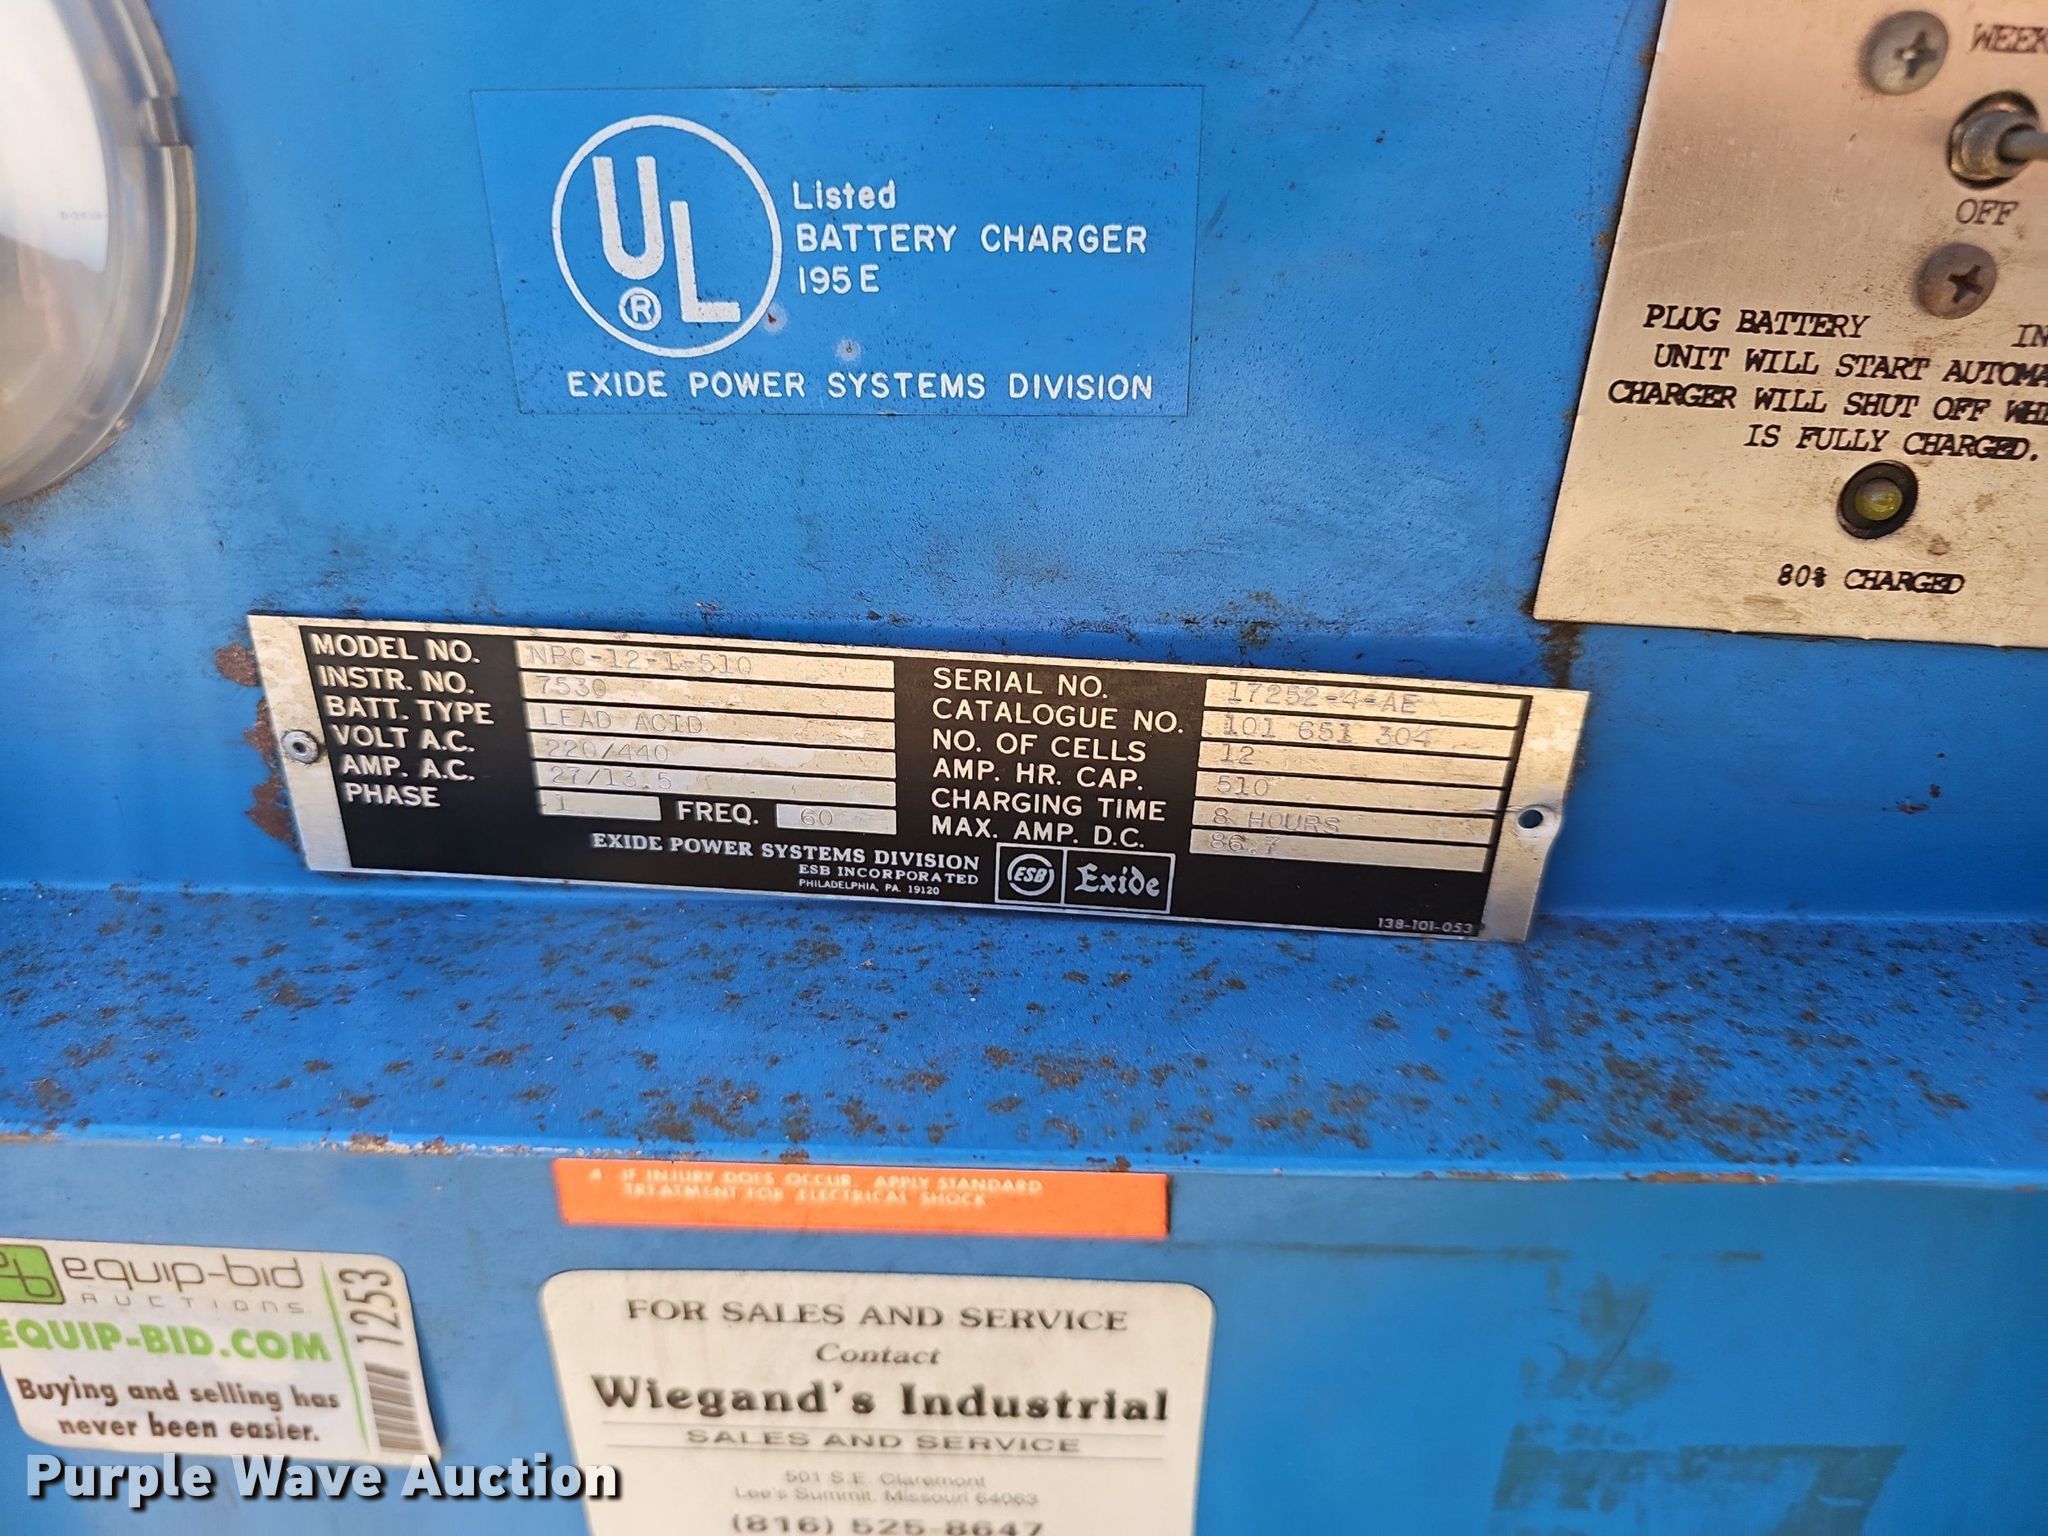 UL
®
Listed
BATTERY CHARGER
195E
EXIDE POWER SYSTEMS DIVISION
WEEK
OFF
PLUG BATTERY IN
UNIT WILL START AUTOMA
CHARGER WILL SHUT OFF WH
IS FULLY CHARGED.
80% CHARGED
MODEL NO. NPC-12-1-510
INSTR. NO. 7530
BATT. TYPE LEAD ACID
VOLT A.C. 220/440
AMP. A.C. 27/13.5
PHASE 1 FREQ. 60
SERIAL NO. 17252-4-AE
CATALOGUE NO. 101 651 304
NO. OF CELLS 12
AMP. HR. CAP. 510
CHARGING TIME 8 HOURS
MAX. AMP. D.C. 86.7
EXIDE POWER SYSTEMS DIVISION
ESB INCORPORATED
PHILADELPHIA, PA. 19120
ESB Exide
138-101-053
4 IF INJURY DOES OCCUR, APPLY STANDARD
TREATMENT FOR ELECTRICAL SHOCK
equip-bid
AUCTIONS
EQUIP-BID.COM
Buying and selling has
never been easier.
1253
FOR SALES AND SERVICE
Contact
Wiegand's Industrial
SALES AND SERVICE
501 S.E. Claremont
Lee's Summit, Missouri 64063
(816) 525-8647
Purple Wave Auction